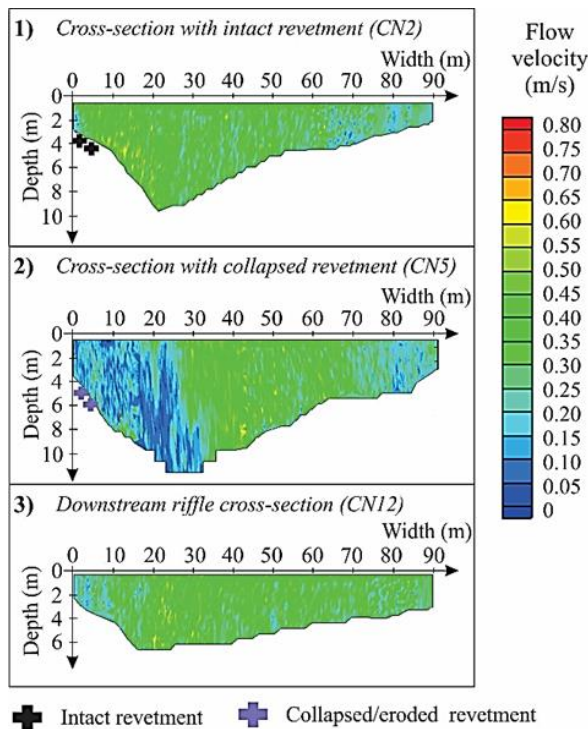 1) Cross-section with intact revetment (CN2)
Width (m)
0 10 20 30 40 50 60 70 80 90
0
2
4
6
8
10
Depth (m)
2) Cross-section with collapsed revetment (CN5)
Width (m)
0 10 20 30 40 50 60 70 80 90
0
2
4
6
8
10
Depth (m)
3) Downstream riffle cross-section (CN12)
Width (m)
0 10 20 30 40 50 60 70 80 90
0
2
4
6
Depth (m)
Flow
velocity
(m/s)
0.80
0.75
0.70
0.65
0.60
0.55
0.50
0.45
0.40
0.35
0.30
0.25
0.20
0.15
0.10
0.05
0
Intact revetment
Collapsed/eroded revetment